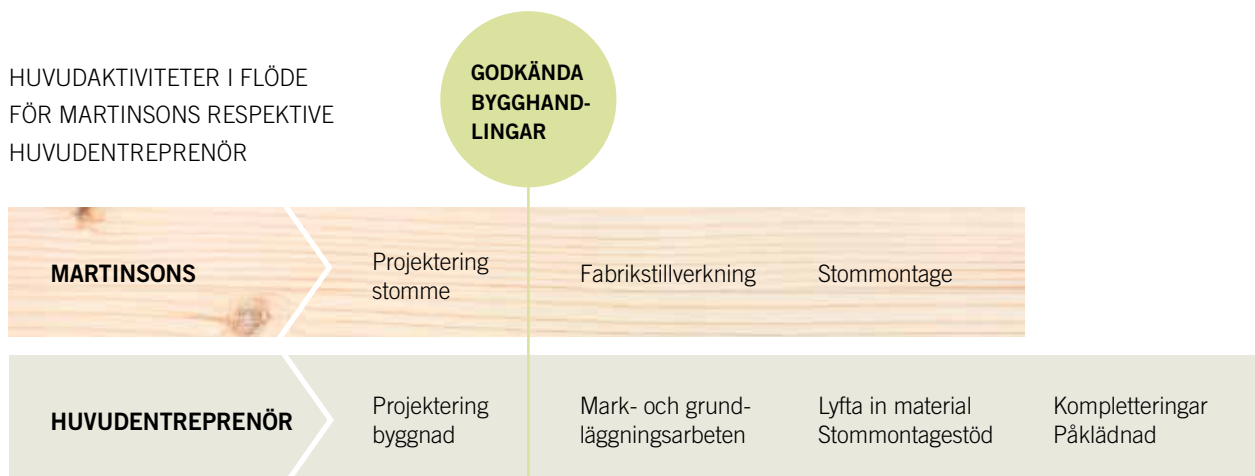 HUVUDAKTIVITETER I FLÖDE
FÖR MARTINSONS RESPEKTIVE
HUVUDENTREPRENÖR
GODKÄNDA
BYGGHAND-
LINGAR
MARTINSONS
Projektering
stomme
Fabrikstillverkning
Stommontage
HUVUDENTREPRENÖR
Projektering
byggnad
Mark- och grund-
läggningsarbeten
Lyfta in material
Stommontagestöd
Kompletteringar
Påklädnad